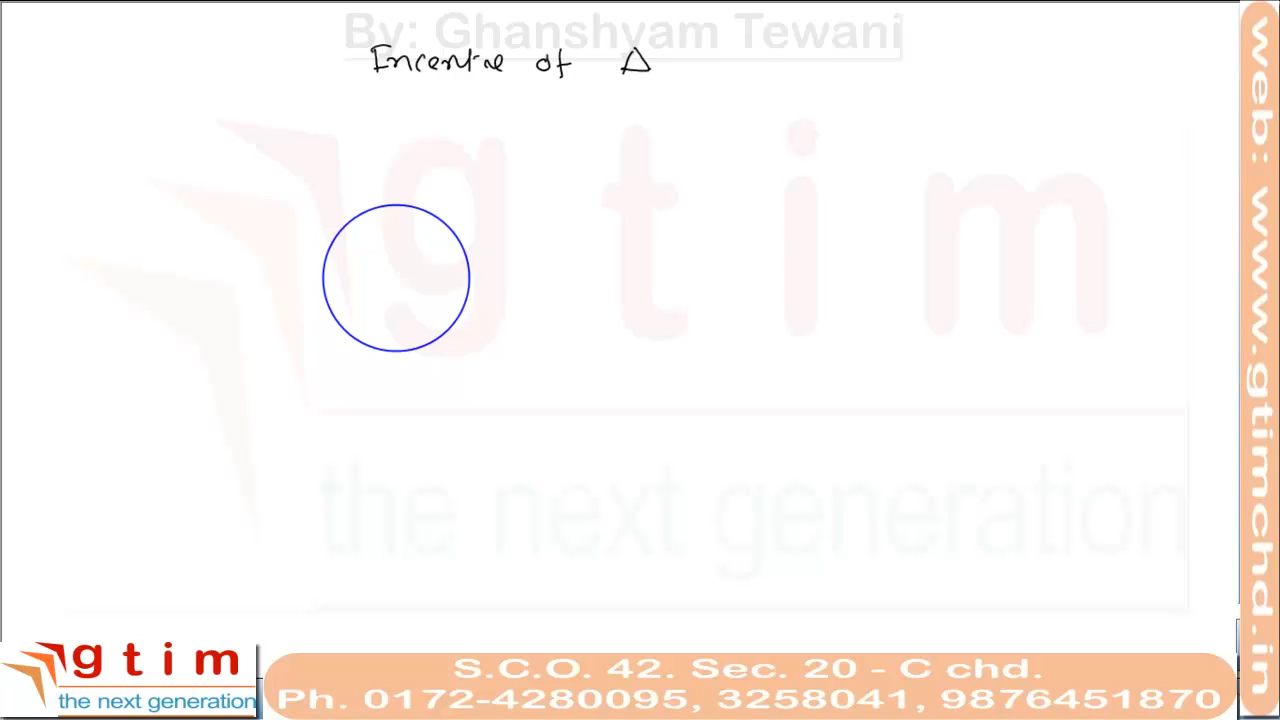 By: Ghanshyam Tewani
Incentre of Δ
g t i m
the next generation
web: www.gtimchd.in
g t i m
the next generation
S.C.O. 42. Sec. 20 - C chd.
Ph. 0172-4280095, 3258041, 9876451870